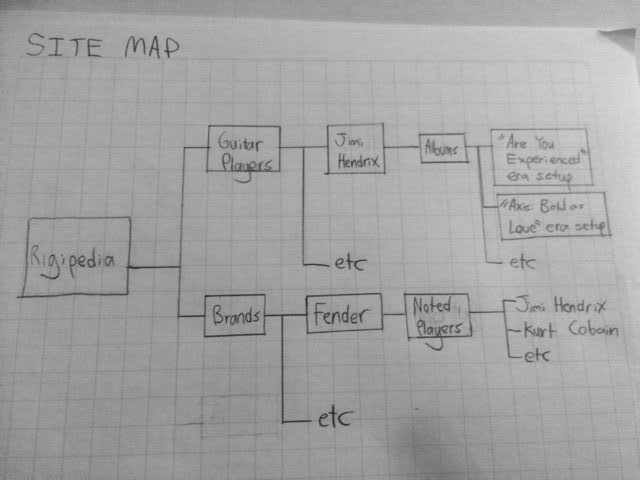 SITE MAP
Guitar
Players
Jimi
Hendrix
Albums
"Are You
Experienced"
era setup
"Axis: Bold as
Love" era setup
etc
etc
Rigipedia
Brands
Fender
Noted
Players
Jimi Hendrix
Kurt Cobain
etc
etc